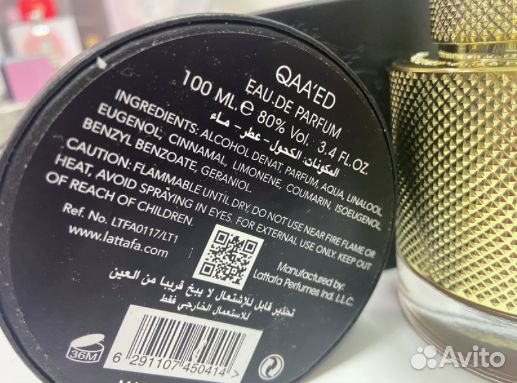 QAA'ED
EAU DE PARFUM
100 ML.e 80% Vol. 3.4 FL.OZ.
المكونات: الكحول - عطر - ماء
INGREDIENTS: ALCOHOL DENAT, PARFUM, AQUA, LINALOOL,
EUGENOL, CINNAMAL, LIMONENE, COUMARIN, ISOEUGENOL,
BENZYL BENZOATE, GERANIOL.
CAUTION: FLAMMABLE UNTIL DRY, DO NOT USE NEAR FIRE FLAME OR
HEAT, AVOID SPRAYING IN EYES. FOR EXTERNAL USE ONLY. KEEP OUT
OF REACH OF CHILDREN.
Ref. No. LTFA0117/LT1
www.lattafa.com
Manufactured by:
Lattafa Perfumes Ind. L.L.C.
تحذير قابل للإشتعال لا يبخ قريبا من العين
للإستعمال الخارجي فقط
36M
6 291107 450414
Avito